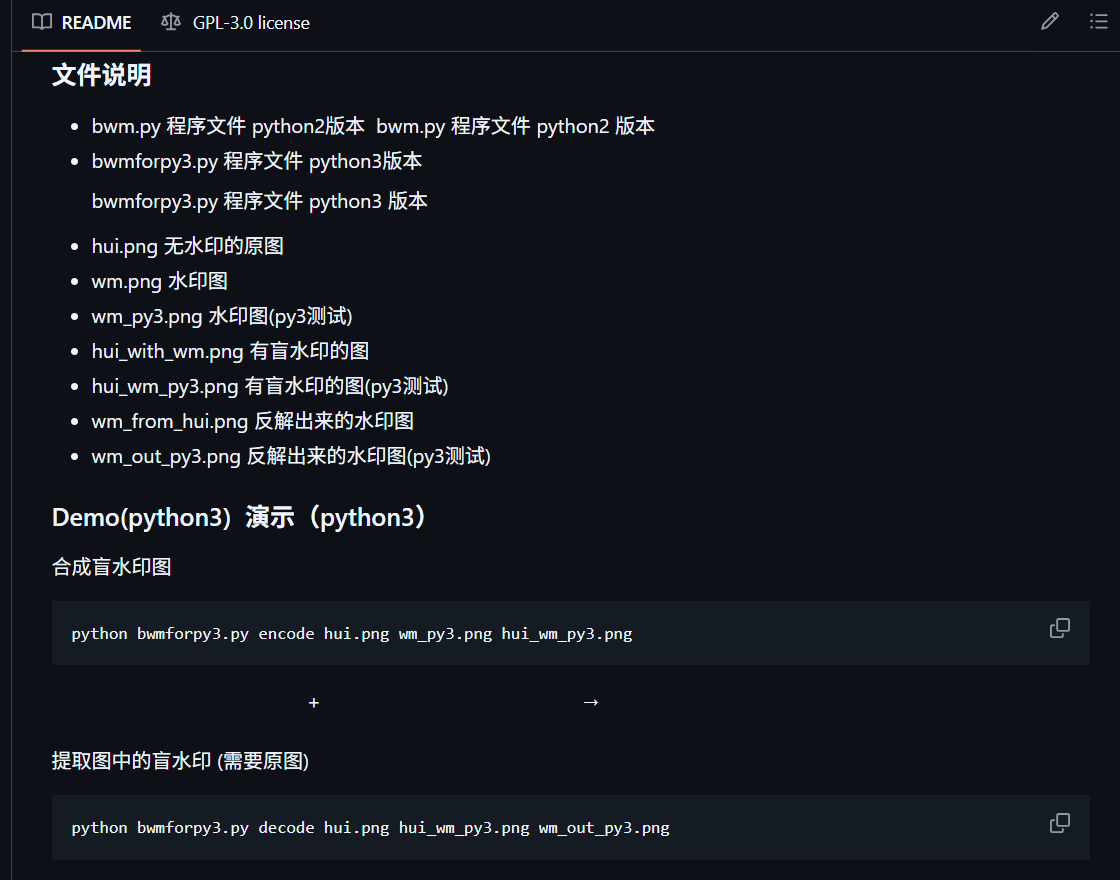 README GPL-3.0 license
文件说明
bwm.py 程序文件 python2版本 bwm.py 程序文件 python2 版本
bwmforpy3.py 程序文件 python3版本
bwmforpy3.py 程序文件 python3 版本
hui.png 无水印的原图
wm.png 水印图
wm_py3.png 水印图(py3测试)
hui_with_wm.png 有盲水印的图
hui_wm_py3.png 有盲水印的图(py3测试)
wm_from_hui.png 反解出来的水印图
wm_out_py3.png 反解出来的水印图(py3测试)
Demo(python3) 演示（python3）
合成盲水印图
python bwmforpy3.py encode hui.png wm_py3.png hui_wm_py3.png
+ →
提取图中的盲水印 (需要原图)
python bwmforpy3.py decode hui.png hui_wm_py3.png wm_out_py3.png